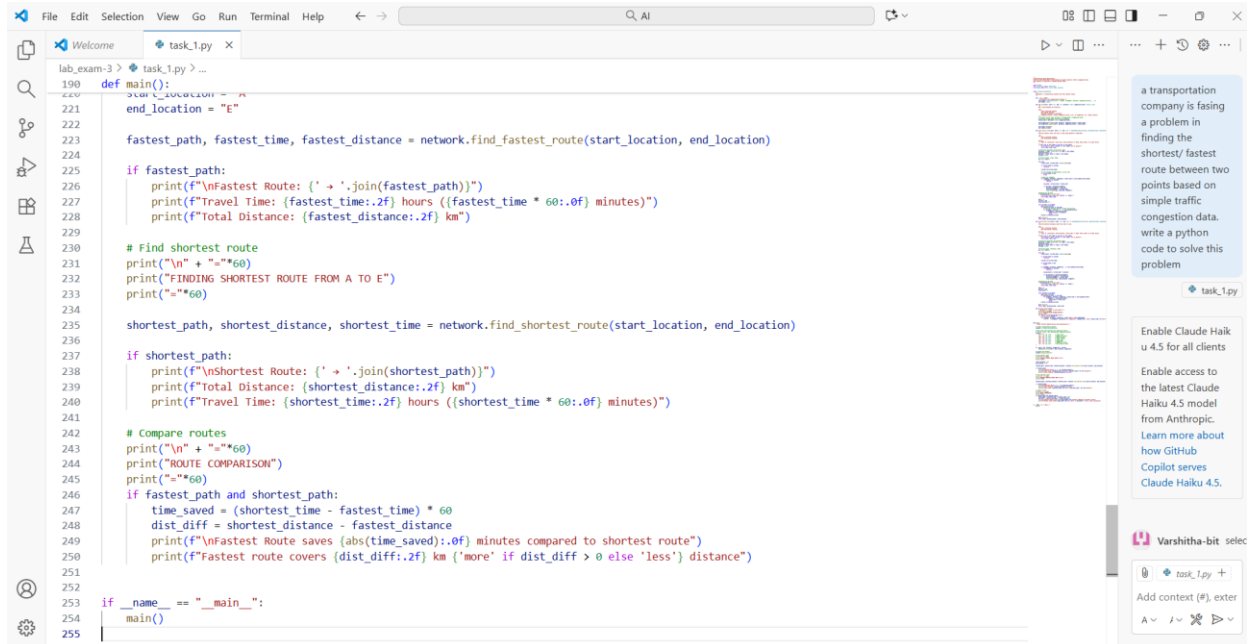 File Edit Selection View Go Run Terminal Help
AI
Welcome
task_1.py
lab_exam-3 > task_1.py > ...
190 def main():
220 start_location = "A"
221 end_location = "E"
222
223 fastest_path, fastest_time, fastest_distance = network.find_fastest_route(start_location, end_location)
224
225 if fastest_path:
226 print(f"\nFastest Route: {' → '.join(fastest_path)}")
227 print(f"Travel Time: {fastest_time:.2f} hours ({fastest_time * 60:.0f} minutes)")
228 print(f"Total Distance: {fastest_distance:.2f} km")
229
230 # Find shortest route
231 print("\n" + "="*60)
232 print("FINDING SHORTEST ROUTE FROM A TO E")
233 print("="*60)
234
235 shortest_path, shortest_distance, shortest_time = network.find_shortest_route(start_location, end_location)
236
237 if shortest_path:
238 print(f"\nShortest Route: {' → '.join(shortest_path)}")
239 print(f"Total Distance: {shortest_distance:.2f} km")
240 print(f"Travel Time: {shortest_time:.2f} hours ({shortest_time * 60:.0f} minutes)")
241
242 # Compare routes
243 print("\n" + "="*60)
244 print("ROUTE COMPARISON")
245 print("="*60)
246 if fastest_path and shortest_path:
247 time_saved = (shortest_time - fastest_time) * 60
248 dist_diff = shortest_distance - fastest_distance
249 print(f"\nFastest Route saves {abs(time_saved):.0f} minutes compared to shortest route")
250 print(f"Fastest route covers {dist_diff:.2f} km {'more' if dist_diff > 0 else 'less'} distance")
251
252
253 if __name__ == "__main__":
254 main()
255
a transportation
company is fasing
a problem in
finding the
shortest/ fastest
route between two
points based on
simple traffic
congestion data.
write a python
code to solve this
problem
task_1.py
Enable Claude Haik
u 4.5 for all clients
Enable access to
the latest Claude
Haiku 4.5 model
from Anthropic.
Learn more about
how GitHub
Copilot serves
Claude Haiku 4.5.
Varshitha-bit selec
task_1.py +
Add context (#), exter